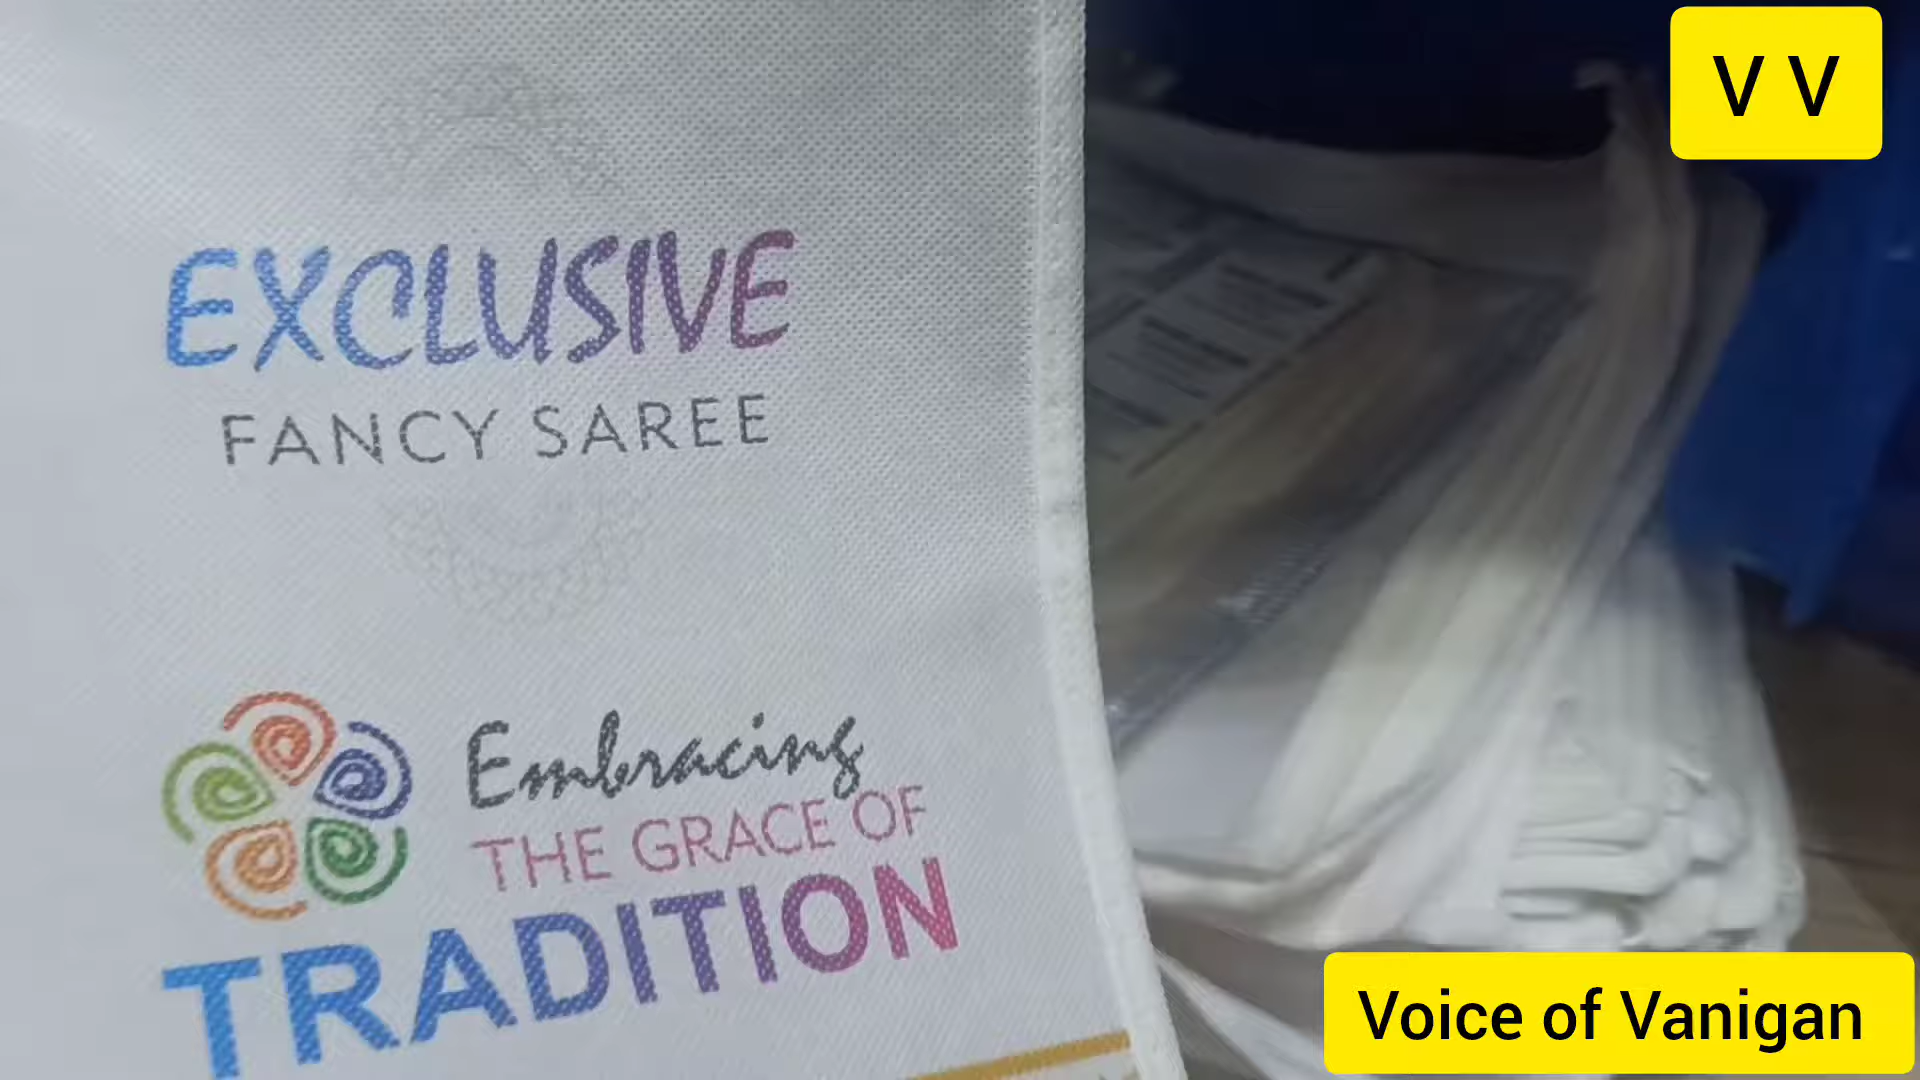 V V
EXCLUSIVE
FANCY SAREE
Embracing
THE GRACE OF
TRADITION
Voice of Vanigan